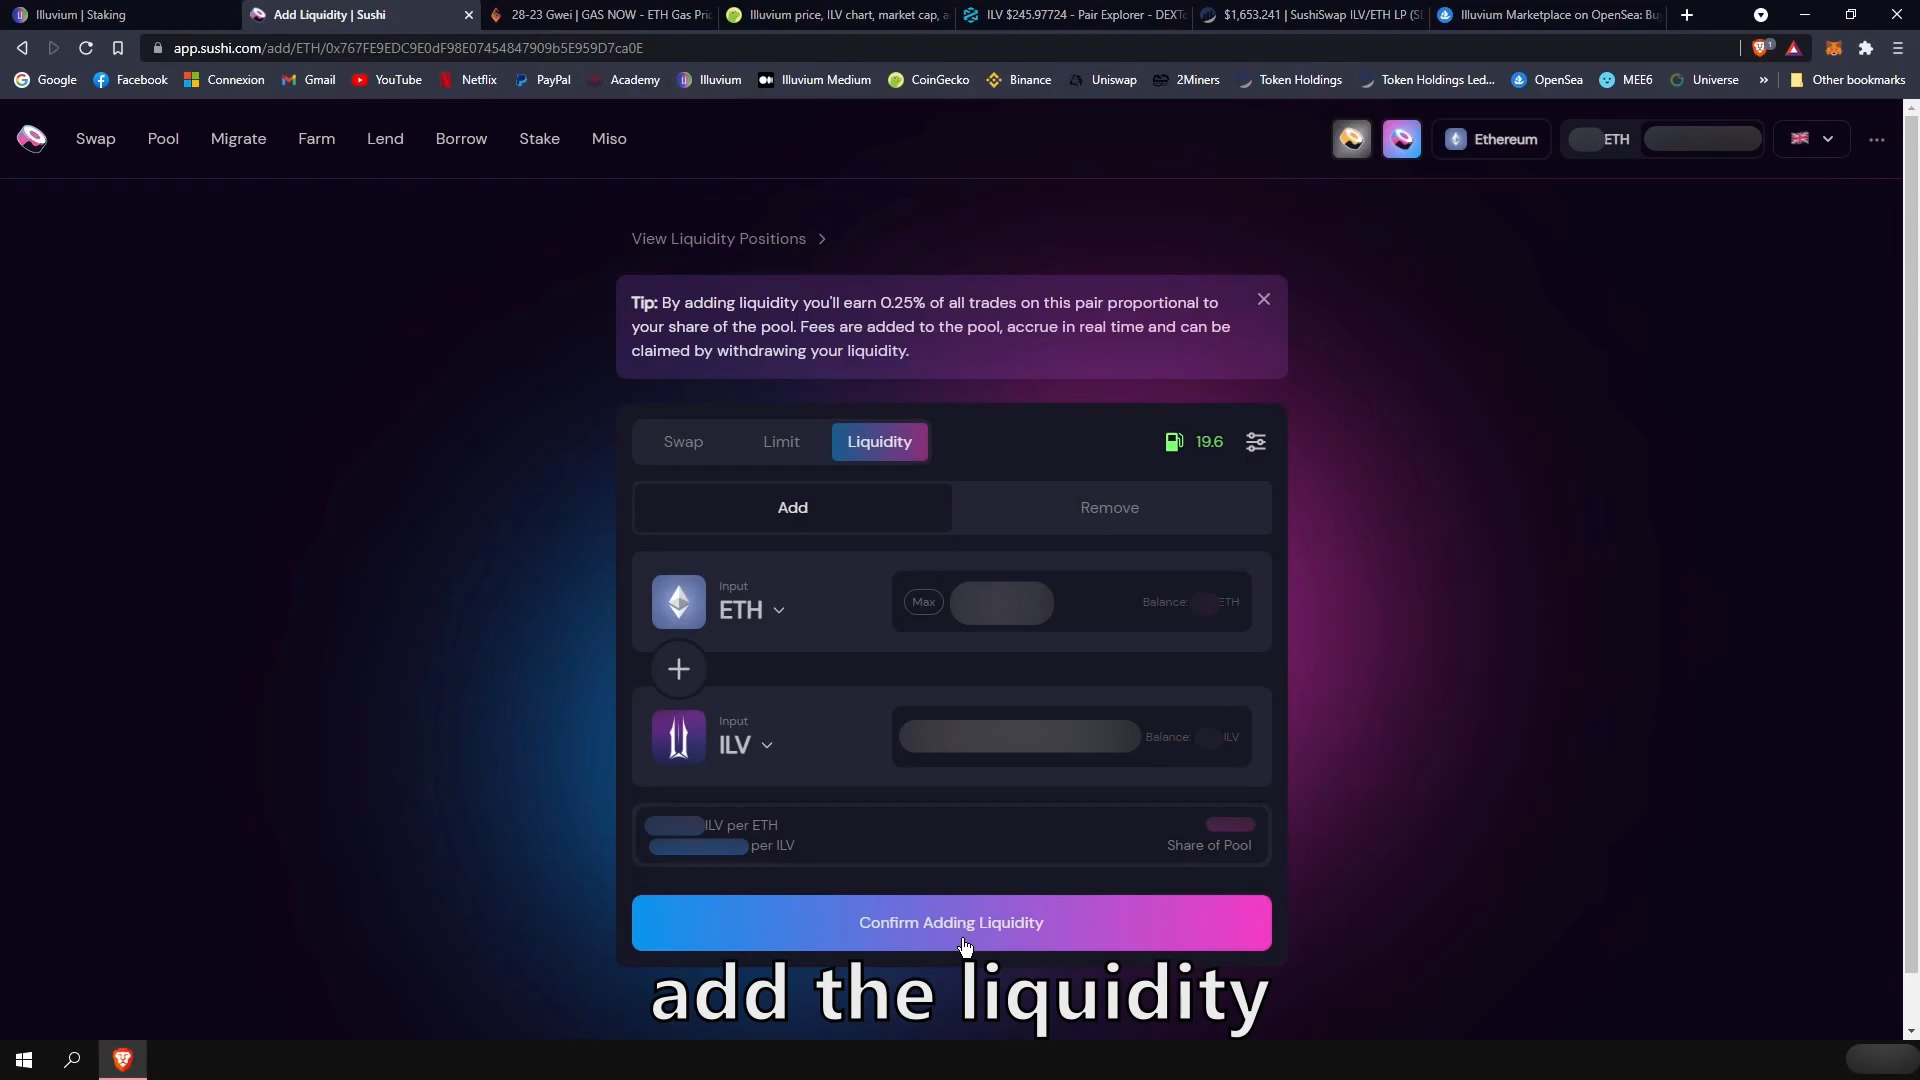 Illuvium | Staking
Add Liquidity | Sushi
28-23 Gwei | GAS NOW - ETH Gas Pric
Illuvium price, ILV chart, market cap, a
ILV $245.97724 - Pair Explorer - DEXTo
$1,653.241 | SushiSwap ILV/ETH LP (SL
Illuvium Marketplace on OpenSea: Bu
app.sushi.com/add/ETH/0x767FE9EDC9E0dF98E07454847909b5E959D7ca0E
1
Google
Facebook
Connexion
Gmail
YouTube
Netflix
PayPal
Academy
Illuvium
Illuvium Medium
CoinGecko
Binance
Uniswap
2Miners
Token Holdings
Token Holdings Led...
OpenSea
MEE6
Universe
»
Other bookmarks
Swap
Pool
Migrate
Farm
Lend
Borrow
Stake
Miso
Ethereum
ETH
View Liquidity Positions
Tip: By adding liquidity you'll earn 0.25% of all trades on this pair proportional to
your share of the pool. Fees are added to the pool, accrue in real time and can be
claimed by withdrawing your liquidity.
Swap
Limit
Liquidity
19.6
Add
Remove
Input
ETH
Max
Balance:
ETH
Input
ILV
Balance:
ILV
ILV per ETH
per ILV
Share of Pool
Confirm Adding Liquidity
add the liquidity